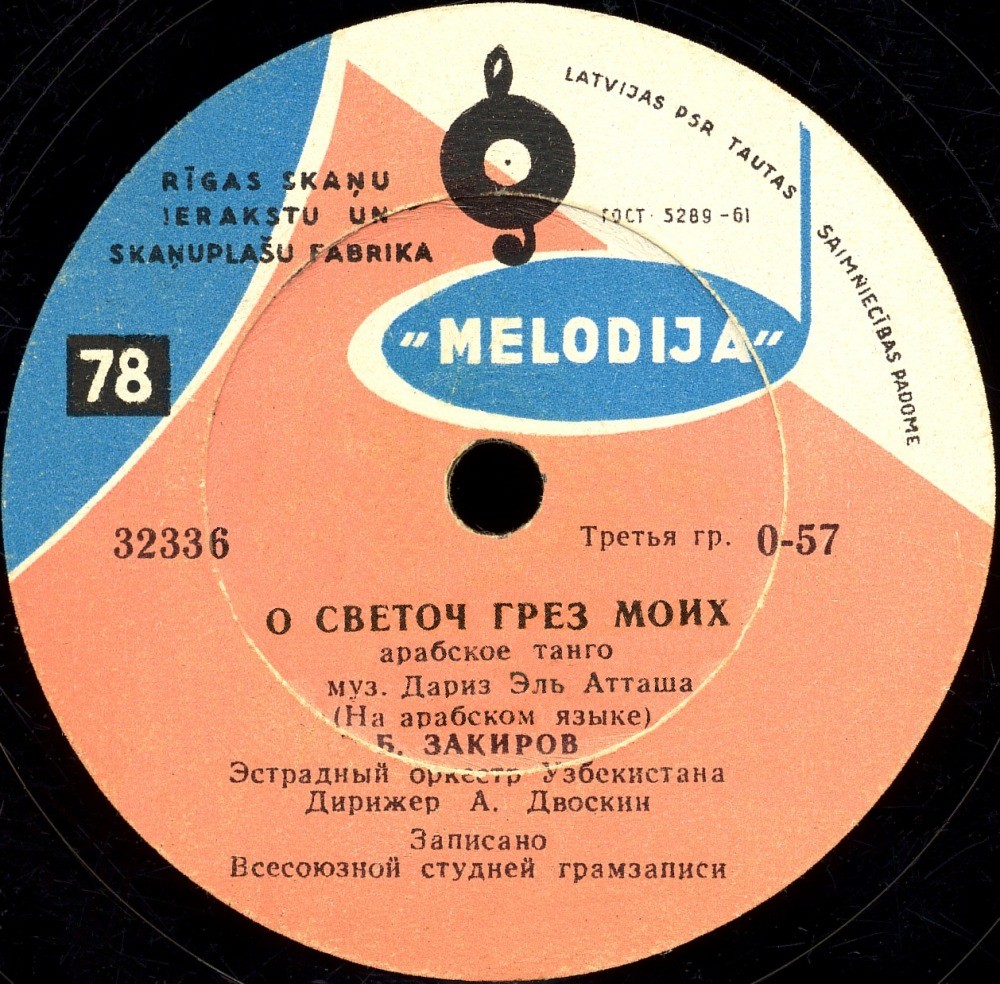 LATVIJAS PSR TAUTAS SAIMNIECĪBAS PADOME
RĪGAS SKAŅU
IERAKSTU UN
SKAŅUPLAŠU FABRIKA
ГОСТ 5289-61
"MELODIJA"
78
32336
Третья гр. 0-57
О СВЕТОЧ ГРЕЗ МОИХ
арабское танго
муз. Дариз Эль Атташа
(На арабском языке)
Б. ЗАКИРОВ
Эстрадный оркестр Узбекистана
Дирижер А. Двоскин
Записано
Всесоюзной студией грамзаписи